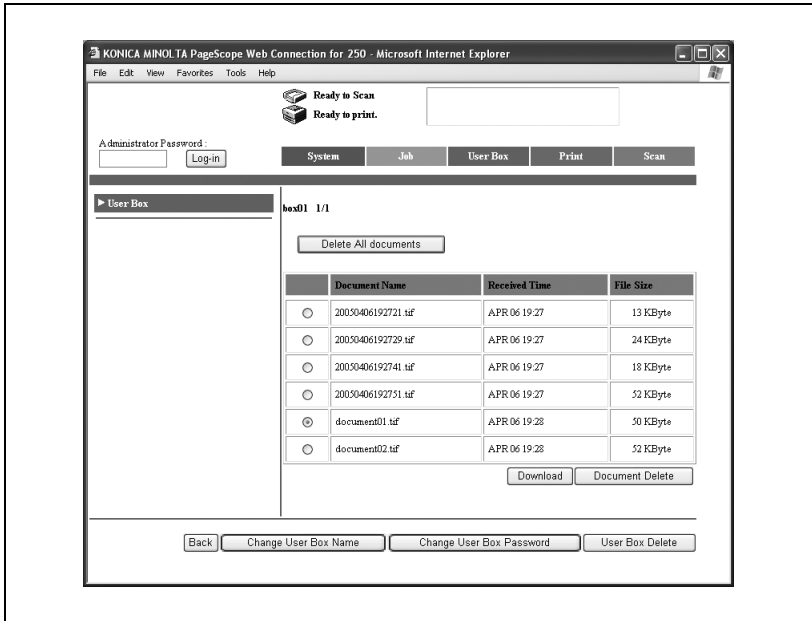 KONICA MINOLTA PageScope Web Connection for 250 - Microsoft Internet Explorer
File Edit View Favorites Tools Help
Ready to Scan
Ready to print.
Administrator Password :
Log-in
System Job User Box Print Scan
User Box
box01 1/1
Delete All documents
Document Name Received Time File Size
20050406192721.tif APR 06 19:27 13 KByte
20050406192729.tif APR 06 19:27 24 KByte
20050406192741.tif APR 06 19:27 18 KByte
20050406192751.tif APR 06 19:27 52 KByte
document01.tif APR 06 19:28 50 KByte
document02.tif APR 06 19:28 52 KByte
Download Document Delete
Back Change User Box Name Change User Box Password User Box Delete